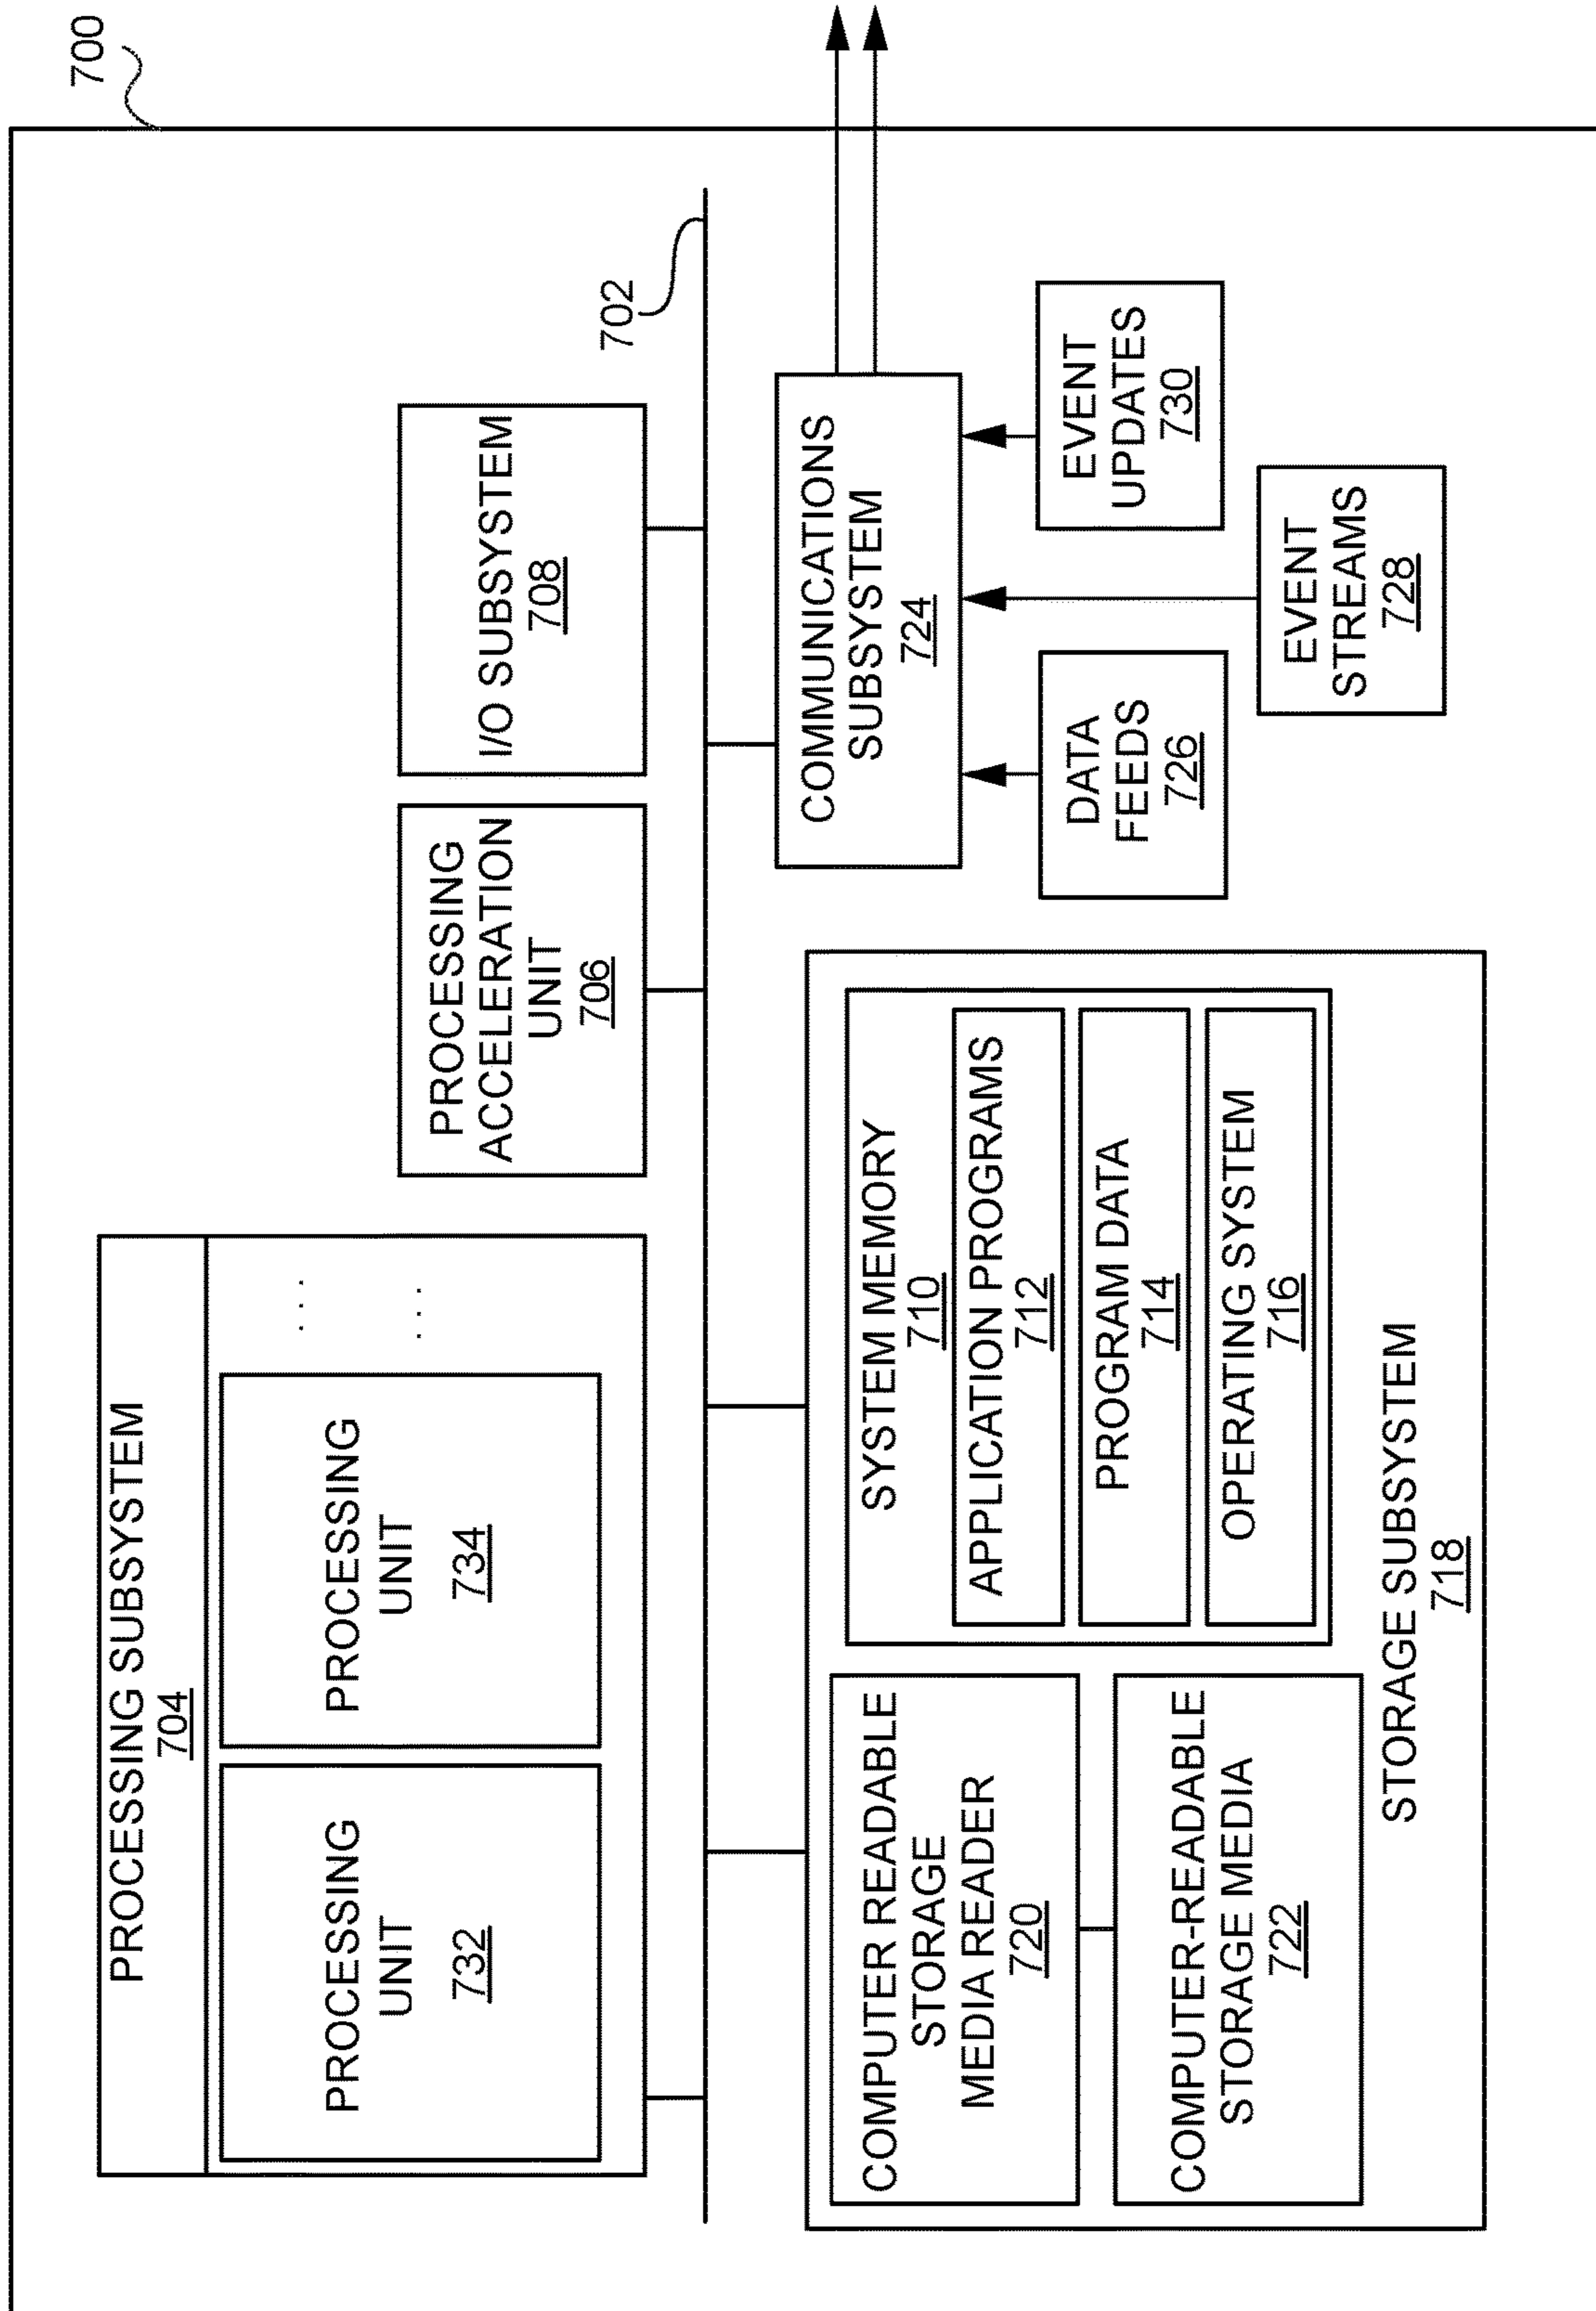 700
PROCESSING SUBSYSTEM
704
PROCESSING
UNIT
732
PROCESSING
UNIT
734
. . .
. . .
PROCESSING
ACCELERATION
UNIT
706
I/O SUBSYSTEM
708
702
COMPUTER READABLE
STORAGE
MEDIA READER
720
COMPUTER-READABLE
STORAGE MEDIA
722
SYSTEM MEMORY
710
APPLICATION PROGRAMS
712
PROGRAM DATA
714
OPERATING SYSTEM
716
STORAGE SUBSYSTEM
718
COMMUNICATIONS
SUBSYSTEM
724
DATA
FEEDS
726
EVENT
STREAMS
728
EVENT
UPDATES
730